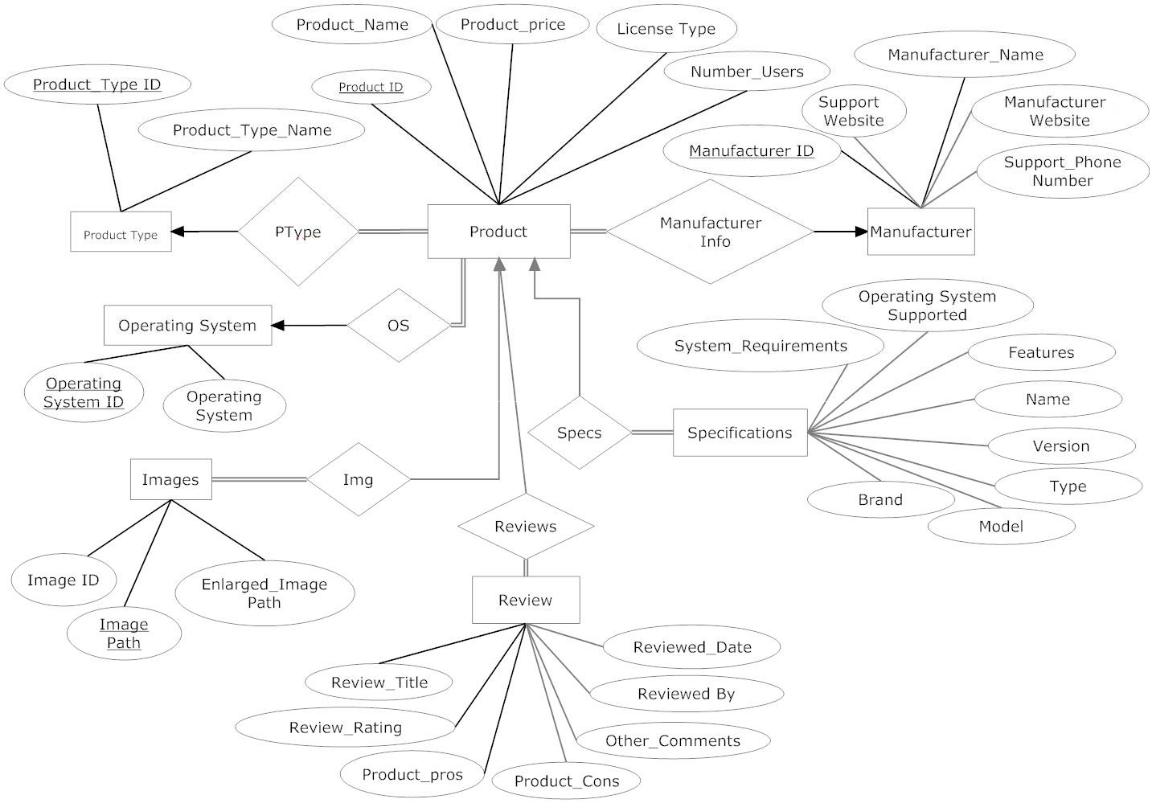 Product_Name
Product_price
License Type
Number_Users
Product ID
Product_Type ID
Product_Type_Name
Manufacturer_Name
Support
Website
Manufacturer
Website
Manufacturer ID
Support_Phone
Number
Product Type
PType
Product
Manufacturer
Info
Manufacturer
Operating System
OS
Operating
System ID
Operating
System
Operating System
Supported
System_Requirements
Features
Name
Specs
Specifications
Version
Type
Brand
Model
Images
Img
Reviews
Image ID
Enlarged_Image
Path
Image
Path
Review
Reviewed_Date
Review_Title
Reviewed By
Review_Rating
Other_Comments
Product_pros
Product_Cons